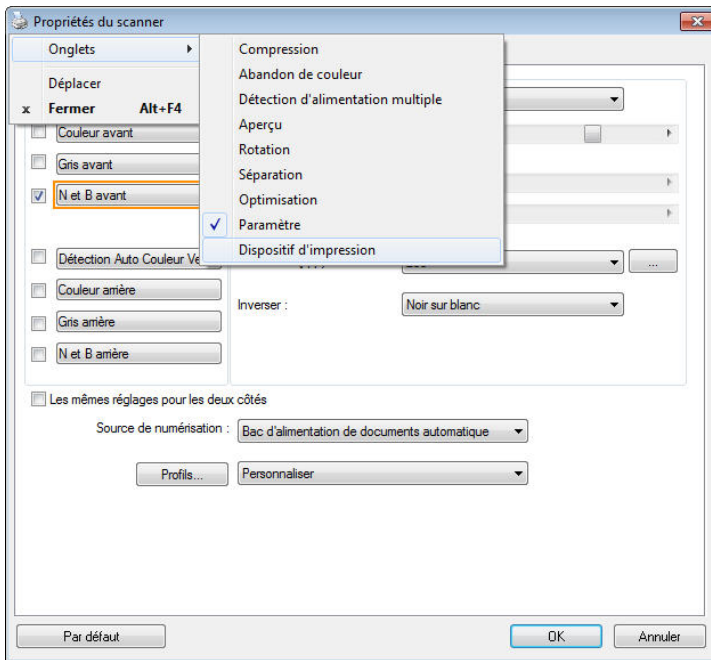 Propriétés du scanner
Onglets
Déplacer
x Fermer Alt+F4
Compression
Abandon de couleur
Détection d'alimentation multiple
Aperçu
Rotation
Séparation
Optimisation
Paramètre
Dispositif d'impression
Couleur avant
Gris avant
N et B avant
Détection Auto Couleur Ve
Couleur arrière
Gris arrière
N et B arrière
...
Inverser : Noir sur blanc
Les mêmes réglages pour les deux côtés
Source de numérisation : Bac d'alimentation de documents automatique
Profils... Personnaliser
Par défaut OK Annuler